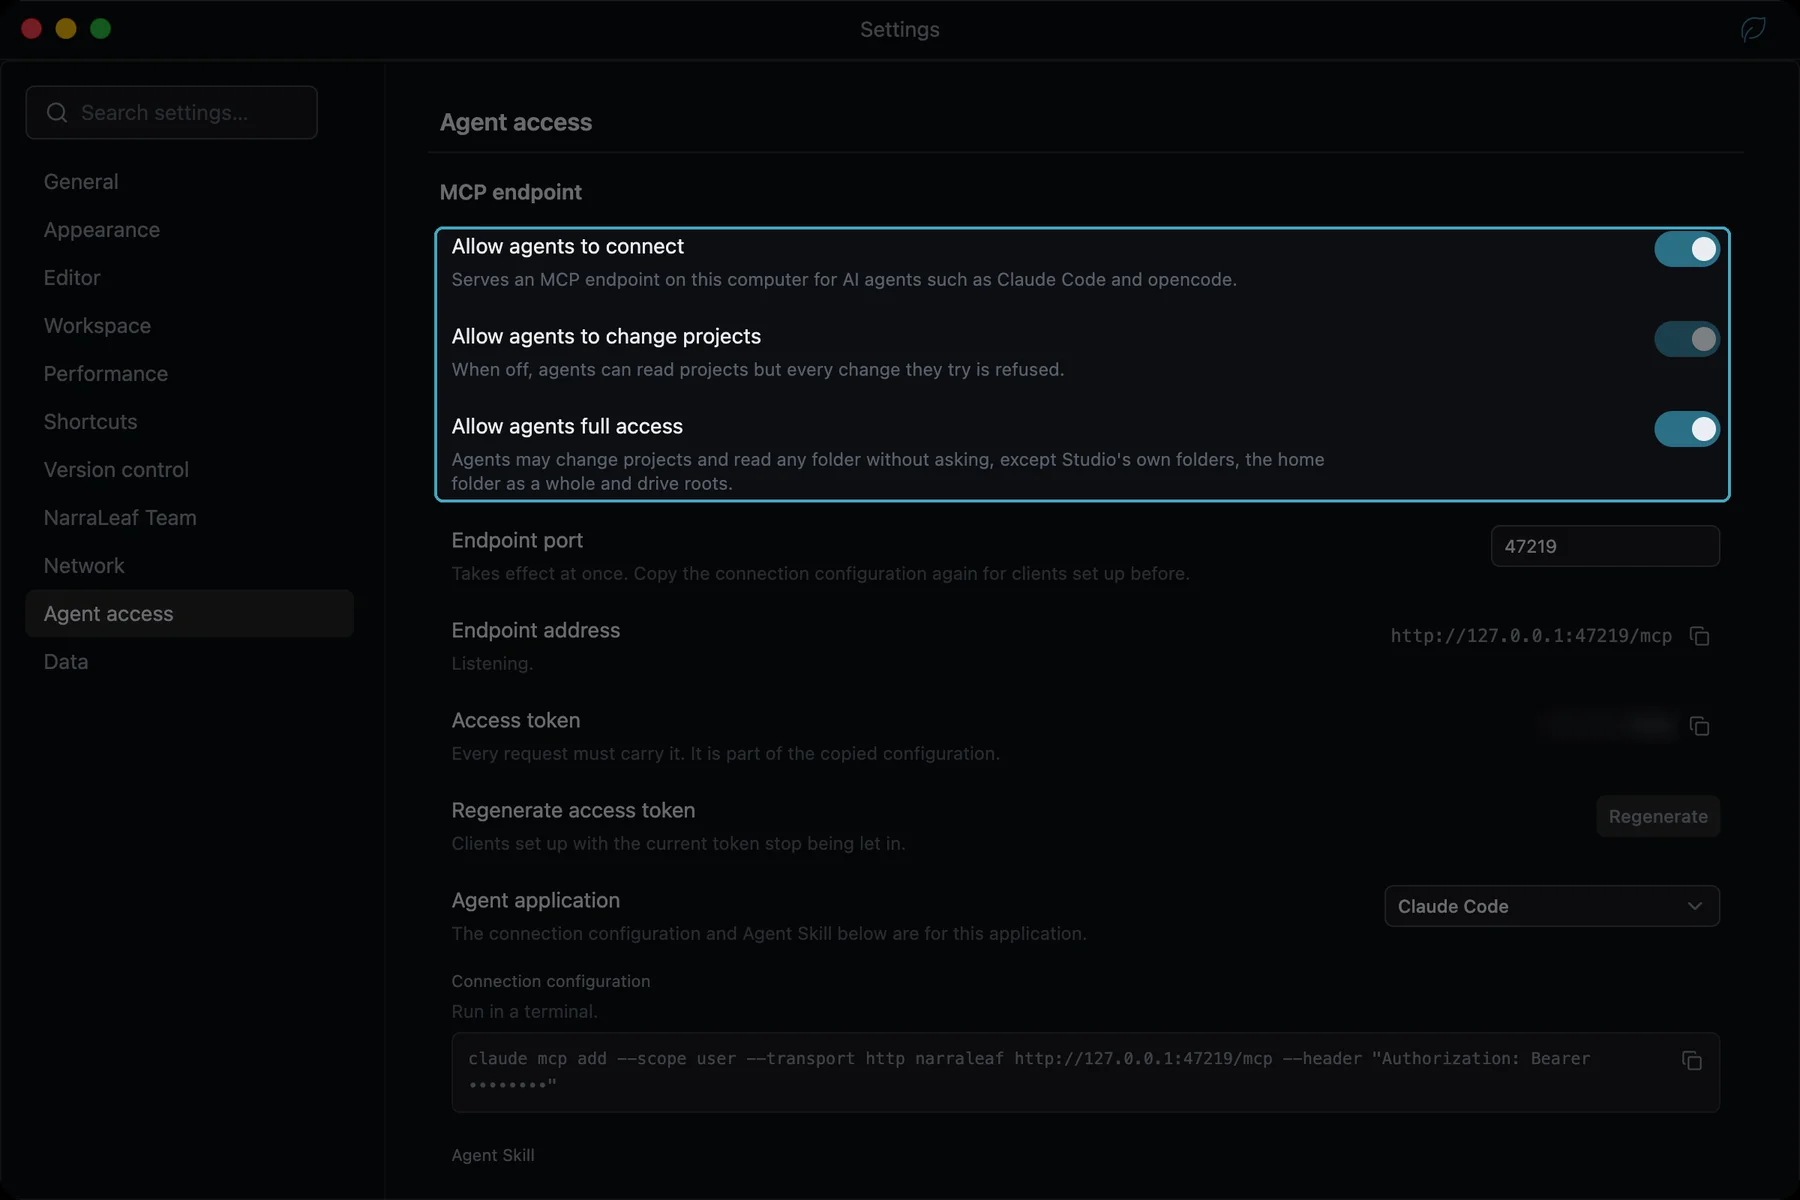 Settings
Search settings...
General
Appearance
Editor
Workspace
Performance
Shortcuts
Version control
NarraLeaf Team
Network
Agent access
Data
Agent access
MCP endpoint
Allow agents to connect
Serves an MCP endpoint on this computer for AI agents such as Claude Code and opencode.
Allow agents to change projects
When off, agents can read projects but every change they try is refused.
Allow agents full access
Agents may change projects and read any folder without asking, except Studio's own folders, the home
folder as a whole and drive roots.
Endpoint port
47219
Takes effect at once. Copy the connection configuration again for clients set up before.
Endpoint address
http://127.0.0.1:47219/mcp
Listening.
Access token
Every request must carry it. It is part of the copied configuration.
Regenerate access token
Regenerate
Clients set up with the current token stop being let in.
Agent application
Claude Code
The connection configuration and Agent Skill below are for this application.
Connection configuration
Run in a terminal.
claude mcp add --scope user --transport http narraleaf http://127.0.0.1:47219/mcp --header "Authorization: Bearer
••••••••"
Agent Skill